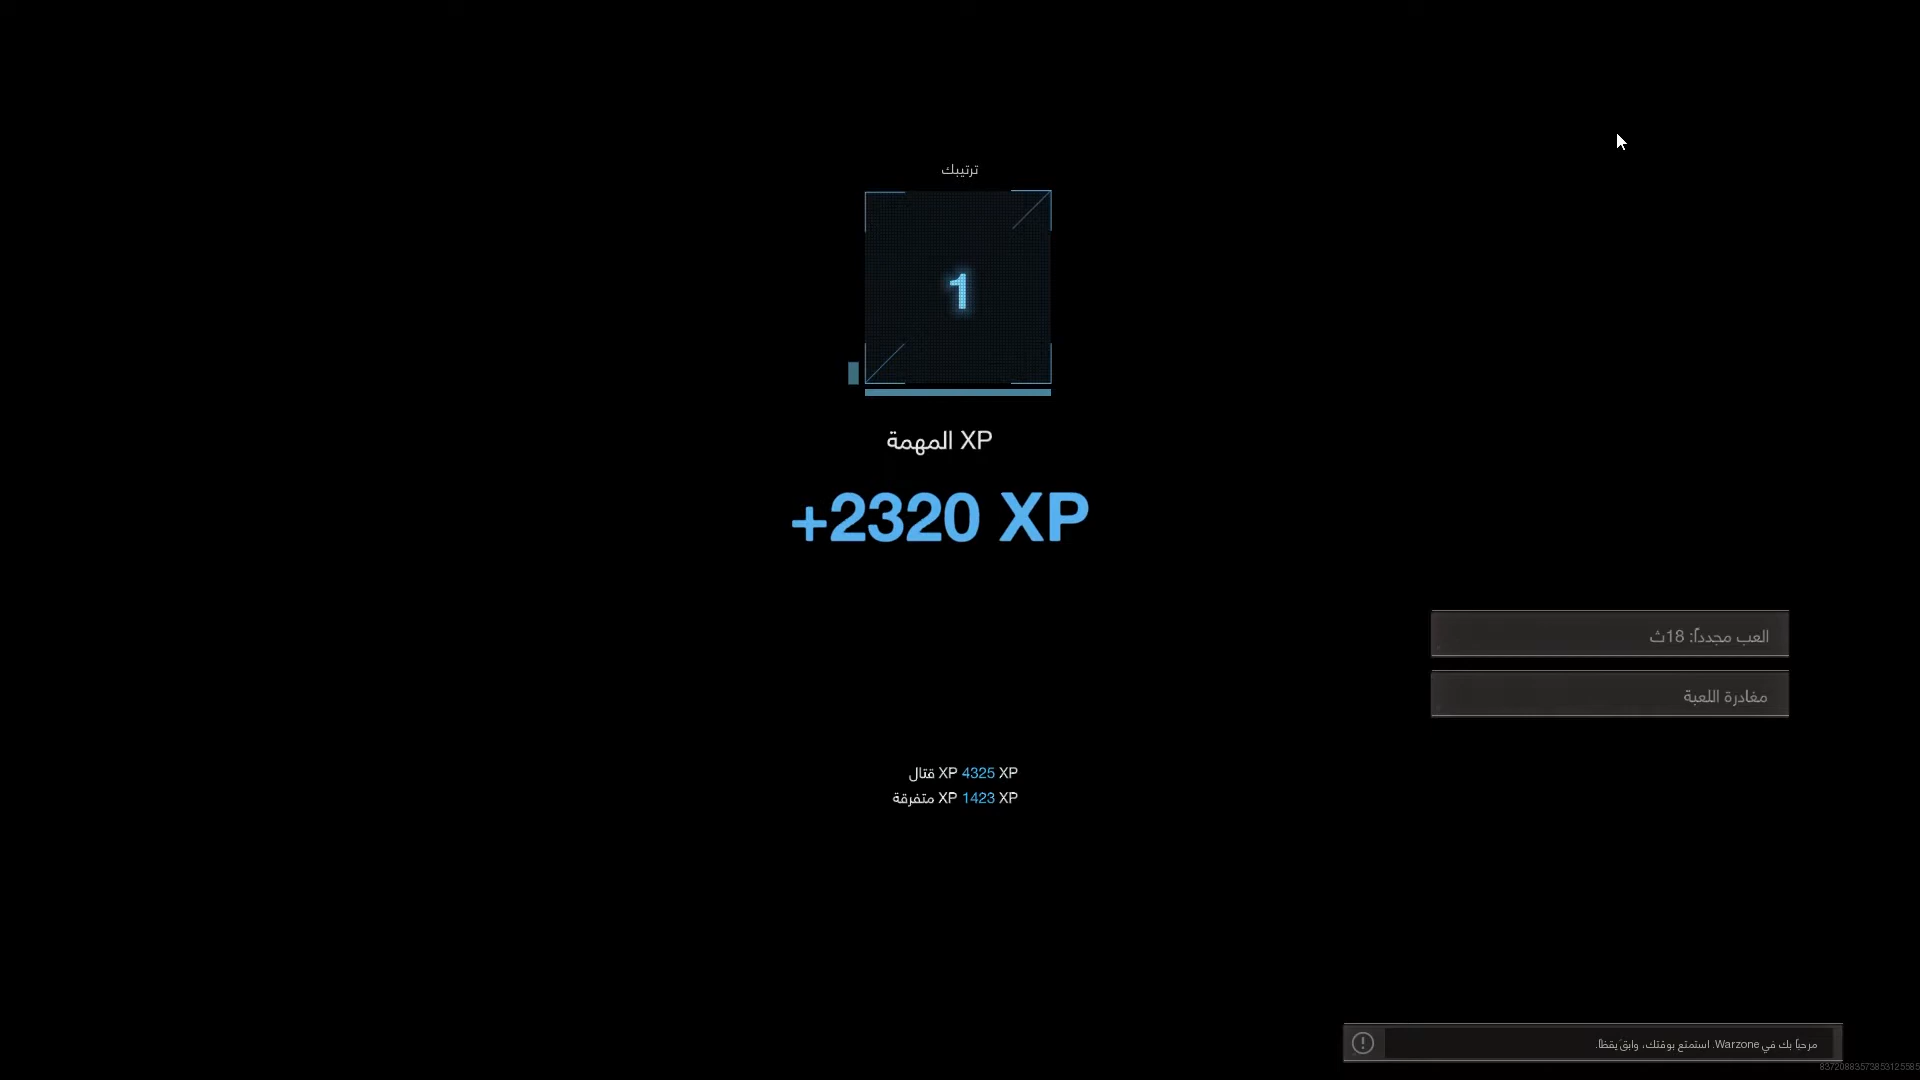 ترتيبك
1
XP المهمة
+2320 XP
العب مجدداً: 18ث
مغادرة اللعبة
XP 4325 XP قتال
XP 1423 XP متفرقة
مرحباً بك في Warzone. استمتع بوقتك، وابقَ يقظاً.
83720883573853125585